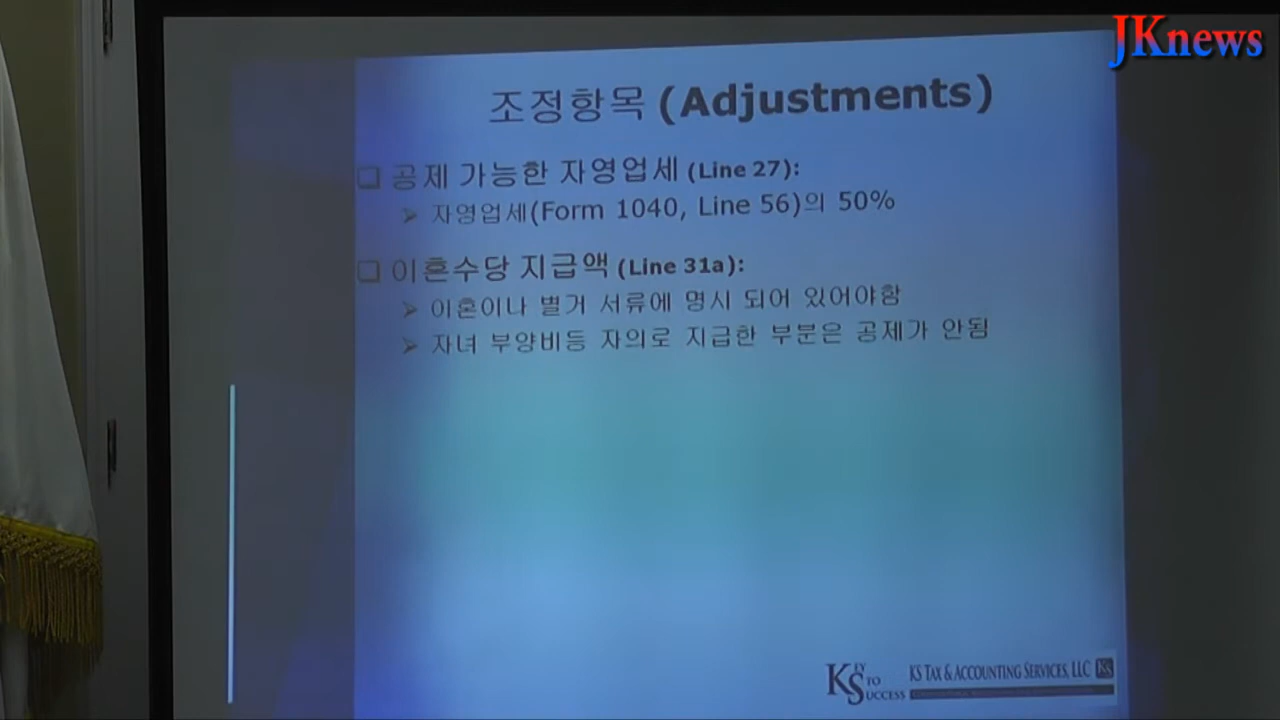 JKnews
조정항목 (Adjustments)
❑ 공제 가능한 자영업세 (Line 27):
➢ 자영업세(Form 1040, Line 56)의 50%
❑ 이혼수당 지급액 (Line 31a):
➢ 이혼이나 별거 서류에 명시 되어 있어야함
➢ 자녀 부양비등 자의로 지급한 부분은 공제가 안됨
KEY TO SUCCESS
KS TAX & ACCOUNTING SERVICES, LLC KS